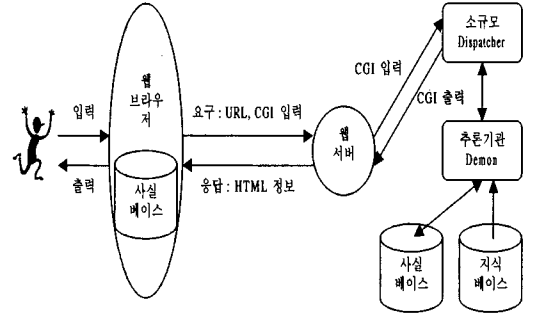 소규모
Dispatcher
CGI 입력
CGI 출력
웹
브라우
저
입력
요구 : URL, CGI 입력
웹
서버
추론기관
Demon
출력
사실
베이스
응답 : HTML 정보
사실
베이스
지식
베이스